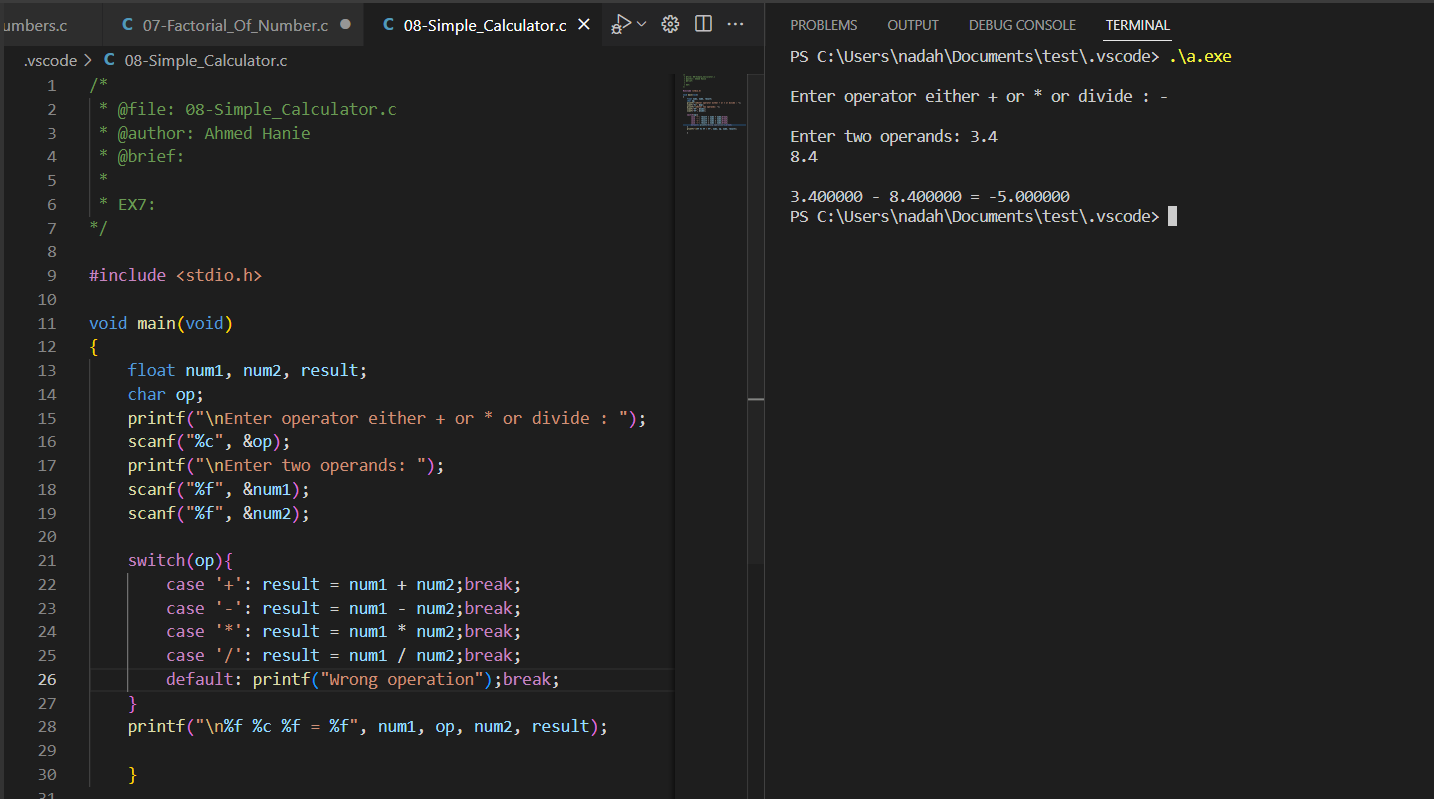 umbers.c
07-Factorial_Of_Number.c
08-Simple_Calculator.c
.vscode > C 08-Simple_Calculator.c
1 /*
2 * @file: 08-Simple_Calculator.c
3 * @author: Ahmed Hanie
4 * @brief:
5 *
6 * EX7:
7 */
8
9 #include <stdio.h>
10
11 void main(void)
12 {
13 float num1, num2, result;
14 char op;
15 printf("\nEnter operator either + or * or divide : ");
16 scanf("%c", &op);
17 printf("\nEnter two operands: ");
18 scanf("%f", &num1);
19 scanf("%f", &num2);
20
21 switch(op){
22 case '+': result = num1 + num2;break;
23 case '-': result = num1 - num2;break;
24 case '*': result = num1 * num2;break;
25 case '/': result = num1 / num2;break;
26 default: printf("Wrong operation");break;
27 }
28 printf("\n%f %c %f = %f", num1, op, num2, result);
29
30 }
31
PROBLEMS OUTPUT DEBUG CONSOLE TERMINAL
PS C:\Users\nadah\Documents\test\.vscode> .\a.exe
Enter operator either + or * or divide : -
Enter two operands: 3.4
8.4
3.400000 - 8.400000 = -5.000000
PS C:\Users\nadah\Documents\test\.vscode>